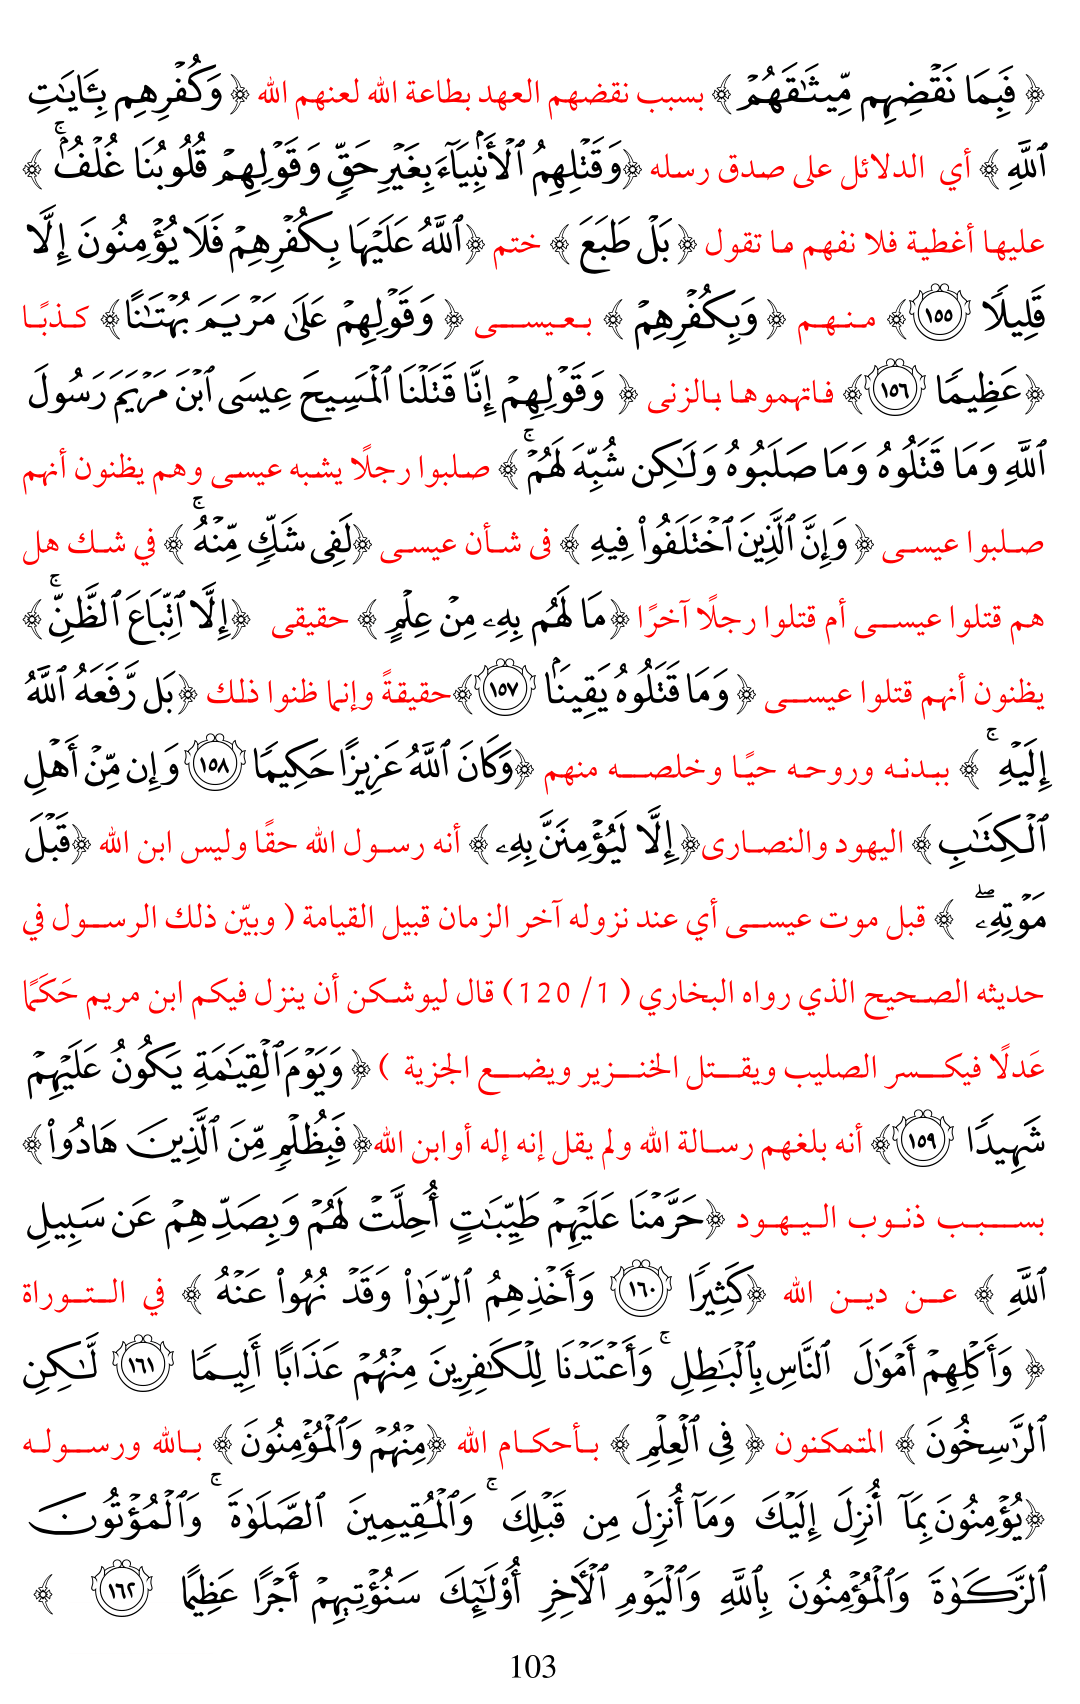 ﴿ فَبِمَا نَقْضِهِم مِّيثَٰقَهُمْ ﴾ بسبب نقضهم العهد بطاعة الله لعنهم الله ﴿ وَكُفْرِهِم بِـَٔايَٰتِ
ٱللَّهِ ﴾ أي الدلائل على صدق رسله ﴿وَقَتْلِهِمُ ٱلْأَنۢبِيَآءَ بِغَيْرِ حَقٍّ وَقَوْلِهِمْ قُلُوبُنَا غُلْفٌۢ ۚ ﴾
عليها أغطية فلا نفهم ما تقول ﴿ بَلْ طَبَعَ ﴾ ختم ﴿ٱللَّهُ عَلَيْهَا بِكُفْرِهِمْ فَلَا يُؤْمِنُونَ إِلَّا
قَلِيلًا ١٥٥﴾ منهم ﴿ وَبِكُفْرِهِمْ ﴾ بعيسى ﴿ وَقَوْلِهِمْ عَلَىٰ مَرْيَمَ بُهْتَٰنًا﴾ كذبًا
﴿عَظِيمًا ١٥٦﴾ فاتهموها بالزنى ﴿ وَقَوْلِهِمْ إِنَّا قَتَلْنَا ٱلْمَسِيحَ عِيسَى ٱبْنَ مَرْيَمَ رَسُولَ
ٱللَّهِ وَمَا قَتَلُوهُ وَمَا صَلَبُوهُ وَلَٰكِن شُبِّهَ لَهُمْ ۚ ﴾ صلبوا رجلًا يشبه عيسى وهم يظنون أنهم
صلبوا عيسى ﴿ وَإِنَّ ٱلَّذِينَ ٱخْتَلَفُوا۟ فِيهِ ﴾ فى شأن عيسى ﴿لَفِى شَكٍّ مِّنْهُ ۚ ﴾ في شك هل
هم قتلوا عيسى أم قتلوا رجلًا آخرًا ﴿مَا لَهُم بِهِۦ مِنْ عِلْمٍ ﴾ حقيقى ﴿إِلَّا ٱتِّبَاعَ ٱلظَّنِّ ۚ ﴾
يظنون أنهم قتلوا عيسى ﴿ وَمَا قَتَلُوهُ يَقِينًۢا ١٥٧﴾حقيقةً وإنما ظنوا ذلك ﴿بَل رَّفَعَهُ ٱللَّهُ
إِلَيْهِ ۚ ﴾ ببدنه وروحه حيًا وخلصه منهم ﴿وَكَانَ ٱللَّهُ عَزِيزًا حَكِيمًا ١٥٨ وَإِن مِّنْ أَهْلِ
ٱلْكِتَٰبِ ﴾ اليهود والنصارى﴿إِلَّا لَيُؤْمِنَنَّ بِهِۦ ﴾ أنه رسول الله حقًا وليس ابن الله ﴿قَبْلَ
مَوْتِهِۦ ۖ ﴾ قبل موت عيسى أي عند نزوله آخر الزمان قبيل القيامة ( وبيّن ذلك الرسول في
حديثه الصحيح الذي رواه البخاري ( 1/ 120) قال ليوشكن أن ينزل فيكم ابن مريم حَكَمًا
عَدلًا فيكسر الصليب ويقتل الخنزير ويضع الجزية ) ﴿ وَيَوْمَ ٱلْقِيَٰمَةِ يَكُونُ عَلَيْهِمْ
شَهِيدًا ١٥٩﴾ أنه بلغهم رسالة الله ولم يقل إنه إله أوابن الله﴿ فَبِظُلْمٍ مِّنَ ٱلَّذِينَ هَادُوا۟ ﴾
بسبب ذنوب اليهود ﴿حَرَّمْنَا عَلَيْهِمْ طَيِّبَٰتٍ أُحِلَّتْ لَهُمْ وَبِصَدِّهِمْ عَن سَبِيلِ
ٱللَّهِ ﴾ عن دين الله ﴿كَثِيرًا ١٦٠ وَأَخْذِهِمُ ٱلرِّبَوٰا۟ وَقَدْ نُهُوا۟ عَنْهُ ﴾ في التوراة
﴿ وَأَكْلِهِمْ أَمْوَٰلَ ٱلنَّاسِ بِٱلْبَٰطِلِ ۚ وَأَعْتَدْنَا لِلْكَٰفِرِينَ مِنْهُمْ عَذَابًا أَلِيمًا ١٦١ لَّٰكِنِ
ٱلرَّٰسِخُونَ ﴾ المتمكنون ﴿ فِى ٱلْعِلْمِ ﴾ بأحكام الله ﴿مِنْهُمْ وَٱلْمُؤْمِنُونَ ﴾ بالله ورسوله
﴿يُؤْمِنُونَ بِمَآ أُنزِلَ إِلَيْكَ وَمَآ أُنزِلَ مِن قَبْلِكَ ۚ وَٱلْمُقِيمِينَ ٱلصَّلَوٰةَ ۚ وَٱلْمُؤْتُونَ
ٱلزَّكَوٰةَ وَٱلْمُؤْمِنُونَ بِٱللَّهِ وَٱلْيَوْمِ ٱلْأَخِرِ أُو۟لَٰٓئِكَ سَنُؤْتِيهِمْ أَجْرًا عَظِيمًا ١٦٢ ﴾
103